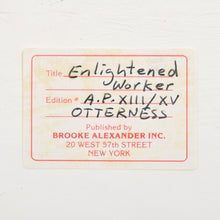 Title Enlightened
Worker
Edition # A.P. XIII/XV
OTTERNESS
Published by
BROOKE ALEXANDER INC.
20 WEST 57th STREET
NEW YORK